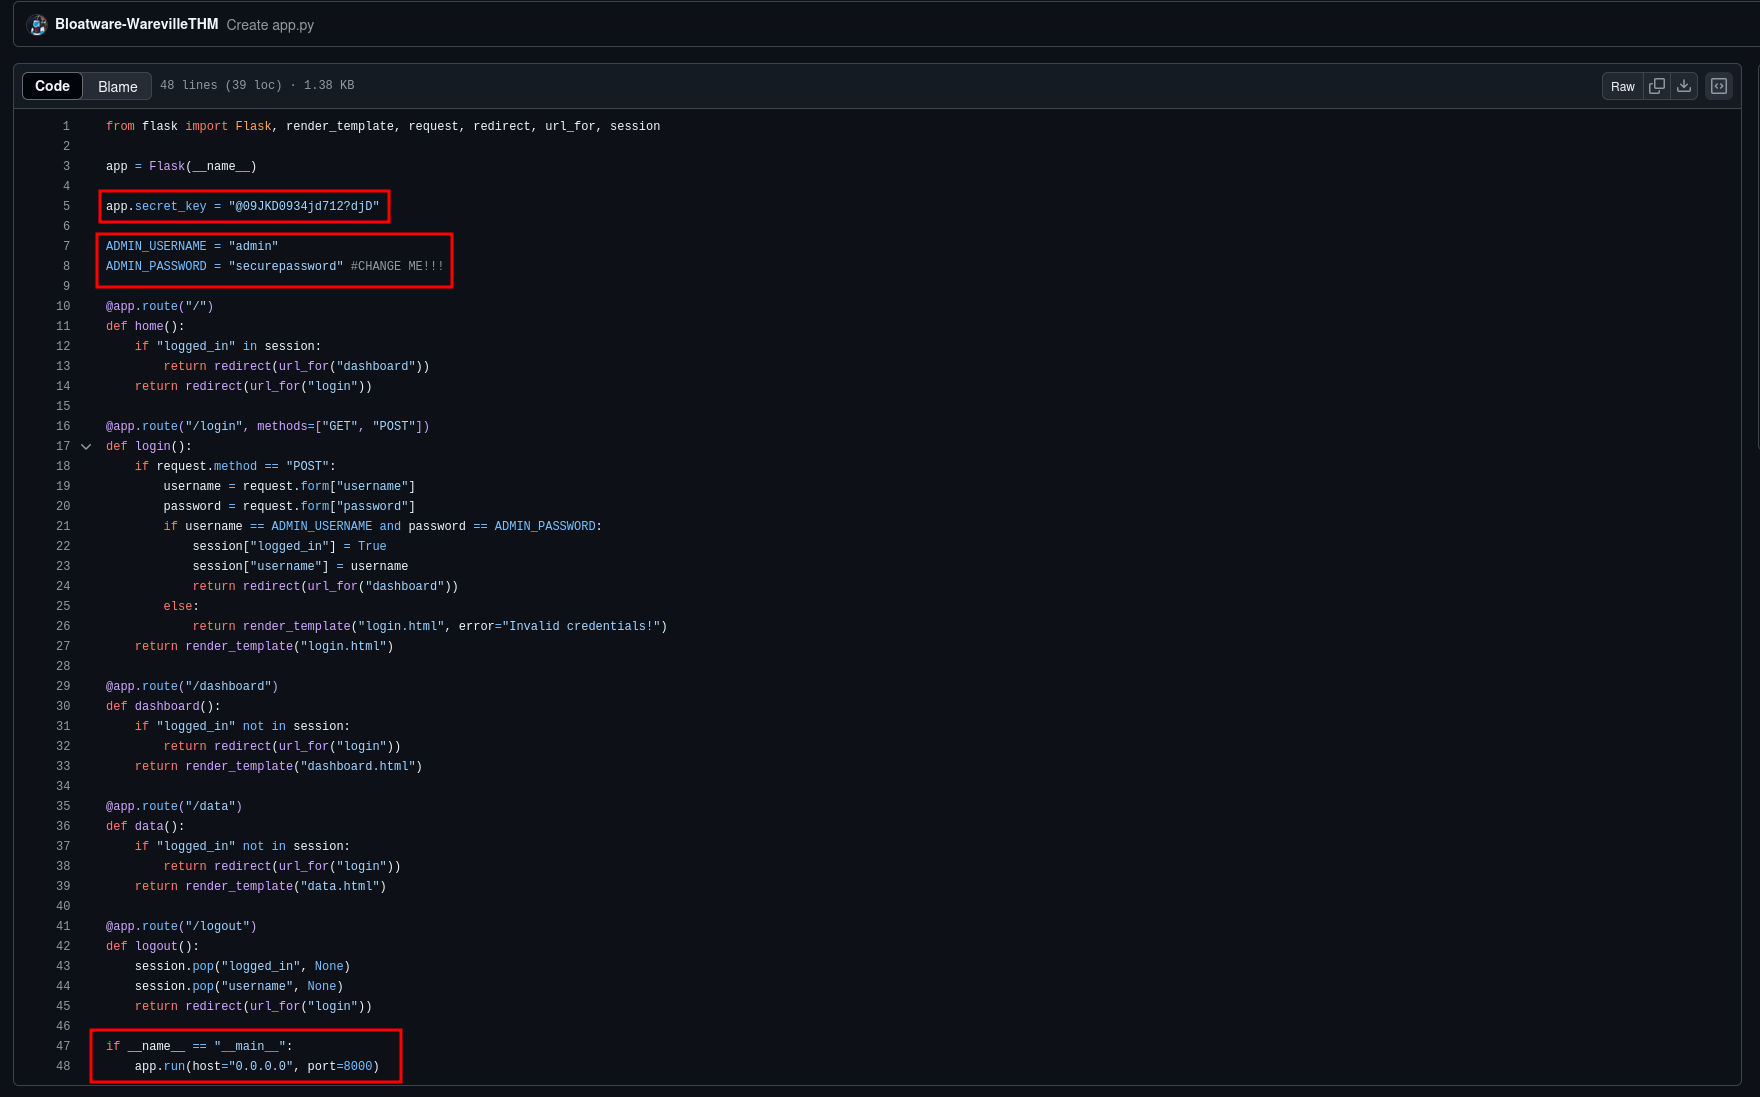 Bloatware-WarevilleTHM Create app.py
Code Blame 48 lines (39 loc) · 1.38 KB Raw
1 from flask import Flask, render_template, request, redirect, url_for, session
2
3 app = Flask(__name__)
4
5 app.secret_key = "@09JKD0934jd712?djD"
6
7 ADMIN_USERNAME = "admin"
8 ADMIN_PASSWORD = "securepassword" #CHANGE ME!!!
9
10 @app.route("/")
11 def home():
12     if "logged_in" in session:
13         return redirect(url_for("dashboard"))
14     return redirect(url_for("login"))
15
16 @app.route("/login", methods=["GET", "POST"])
17 def login():
18     if request.method == "POST":
19         username = request.form["username"]
20         password = request.form["password"]
21         if username == ADMIN_USERNAME and password == ADMIN_PASSWORD:
22             session["logged_in"] = True
23             session["username"] = username
24             return redirect(url_for("dashboard"))
25         else:
26             return render_template("login.html", error="Invalid credentials!")
27     return render_template("login.html")
28
29 @app.route("/dashboard")
30 def dashboard():
31     if "logged_in" not in session:
32         return redirect(url_for("login"))
33     return render_template("dashboard.html")
34
35 @app.route("/data")
36 def data():
37     if "logged_in" not in session:
38         return redirect(url_for("login"))
39     return render_template("data.html")
40
41 @app.route("/logout")
42 def logout():
43     session.pop("logged_in", None)
44     session.pop("username", None)
45     return redirect(url_for("login"))
46
47 if __name__ == "__main__":
48     app.run(host="0.0.0.0", port=8000)